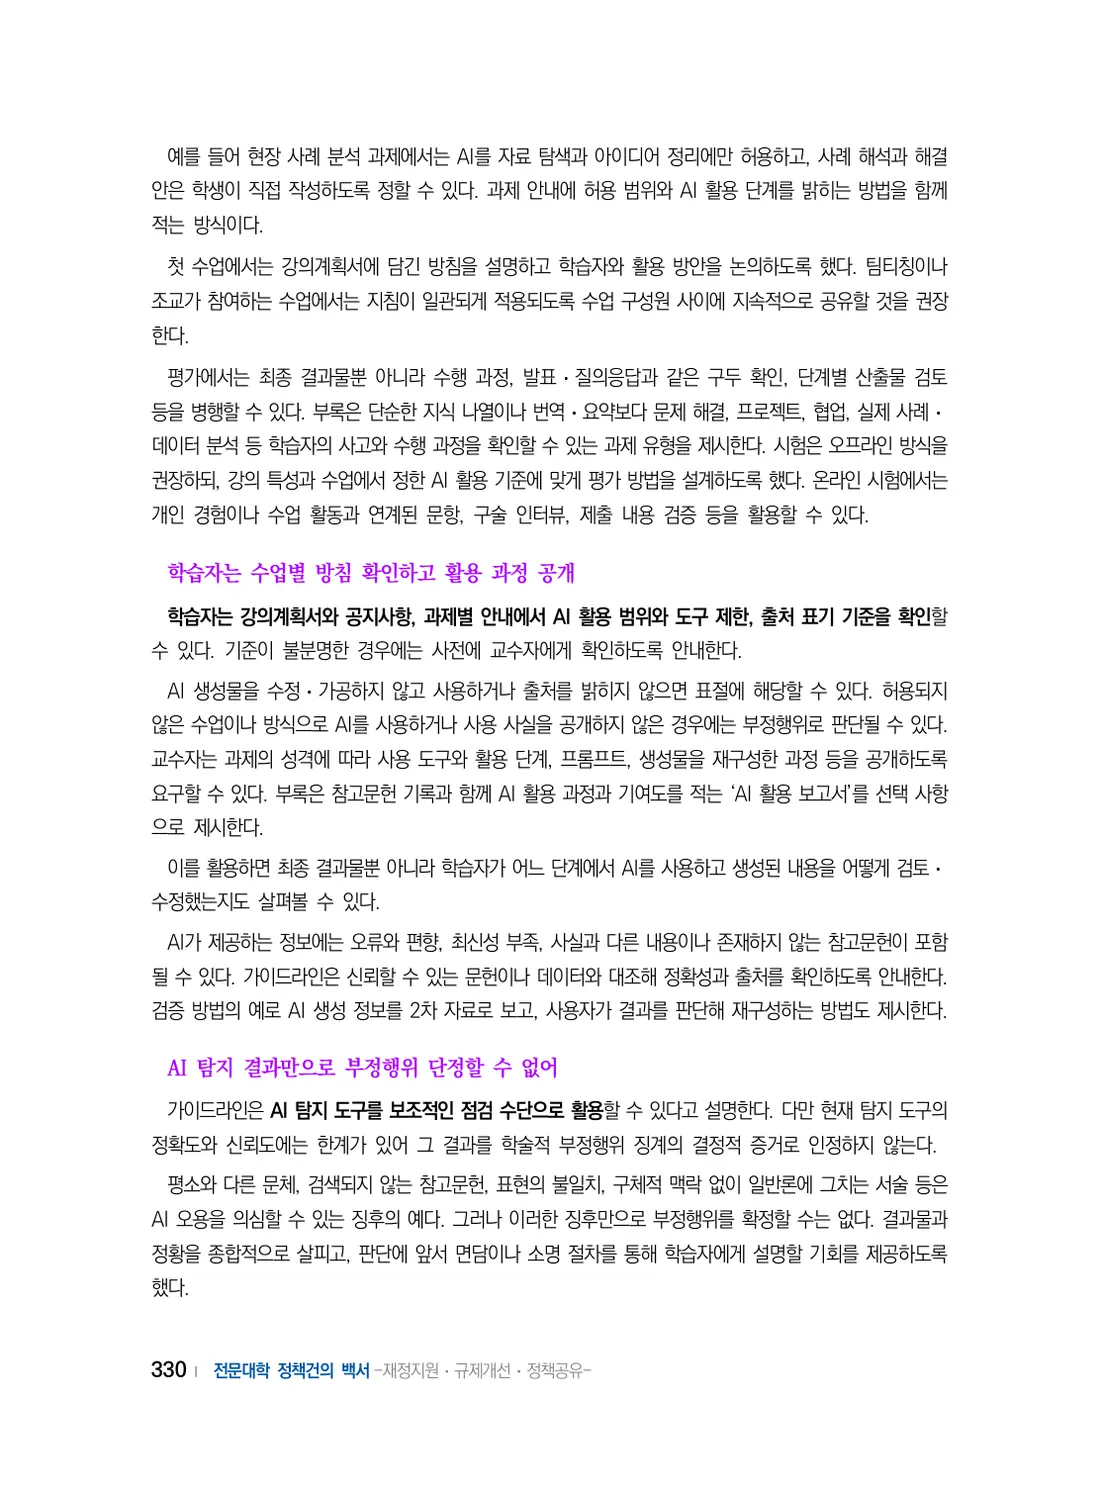 예를 들어 현장 사례 분석 과제에서는 AI를 자료 탐색과 아이디어 정리에만 허용하고, 사례 해석과 해결
안은 학생이 직접 작성하도록 정할 수 있다. 과제 안내에 허용 범위와 AI 활용 단계를 밝히는 방법을 함께
적는 방식이다.
첫 수업에서는 강의계획서에 담긴 방침을 설명하고 학습자와 활용 방안을 논의하도록 했다. 팀티칭이나
조교가 참여하는 수업에서는 지침이 일관되게 적용되도록 수업 구성원 사이에 지속적으로 공유할 것을 권장
한다.
평가에서는 최종 결과물뿐 아니라 수행 과정, 발표·질의응답과 같은 구두 확인, 단계별 산출물 검토
등을 병행할 수 있다. 부록은 단순한 지식 나열이나 번역·요약보다 문제 해결, 프로젝트, 협업, 실제 사례·
데이터 분석 등 학습자의 사고와 수행 과정을 확인할 수 있는 과제 유형을 제시한다. 시험은 오프라인 방식을
권장하되, 강의 특성과 수업에서 정한 AI 활용 기준에 맞게 평가 방법을 설계하도록 했다. 온라인 시험에서는
개인 경험이나 수업 활동과 연계된 문항, 구술 인터뷰, 제출 내용 검증 등을 활용할 수 있다.
학습자는 수업별 방침 확인하고 활용 과정 공개
학습자는 강의계획서와 공지사항, 과제별 안내에서 AI 활용 범위와 도구 제한, 출처 표기 기준을 확인할
수 있다. 기준이 불분명한 경우에는 사전에 교수자에게 확인하도록 안내한다.
AI 생성물을 수정·가공하지 않고 사용하거나 출처를 밝히지 않으면 표절에 해당할 수 있다. 허용되지
않은 수업이나 방식으로 AI를 사용하거나 사용 사실을 공개하지 않은 경우에는 부정행위로 판단될 수 있다.
교수자는 과제의 성격에 따라 사용 도구와 활용 단계, 프롬프트, 생성물을 재구성한 과정 등을 공개하도록
요구할 수 있다. 부록은 참고문헌 기록과 함께 AI 활용 과정과 기여도를 적는 ‘AI 활용 보고서’를 선택 사항
으로 제시한다.
이를 활용하면 최종 결과물뿐 아니라 학습자가 어느 단계에서 AI를 사용하고 생성된 내용을 어떻게 검토·
수정했는지도 살펴볼 수 있다.
AI가 제공하는 정보에는 오류와 편향, 최신성 부족, 사실과 다른 내용이나 존재하지 않는 참고문헌이 포함
될 수 있다. 가이드라인은 신뢰할 수 있는 문헌이나 데이터와 대조해 정확성과 출처를 확인하도록 안내한다.
검증 방법의 예로 AI 생성 정보를 2차 자료로 보고, 사용자가 결과를 판단해 재구성하는 방법도 제시한다.
AI 탐지 결과만으로 부정행위 단정할 수 없어
가이드라인은 AI 탐지 도구를 보조적인 점검 수단으로 활용할 수 있다고 설명한다. 다만 현재 탐지 도구의
정확도와 신뢰도에는 한계가 있어 그 결과를 학술적 부정행위 징계의 결정적 증거로 인정하지 않는다.
평소와 다른 문체, 검색되지 않는 참고문헌, 표현의 불일치, 구체적 맥락 없이 일반론에 그치는 서술 등은
AI 오용을 의심할 수 있는 징후의 예다. 그러나 이러한 징후만으로 부정행위를 확정할 수는 없다. 결과물과
정황을 종합적으로 살피고, 판단에 앞서 면담이나 소명 절차를 통해 학습자에게 설명할 기회를 제공하도록
했다.
330 | 전문대학 정책건의 백서 -재정지원·규제개선·정책공유-